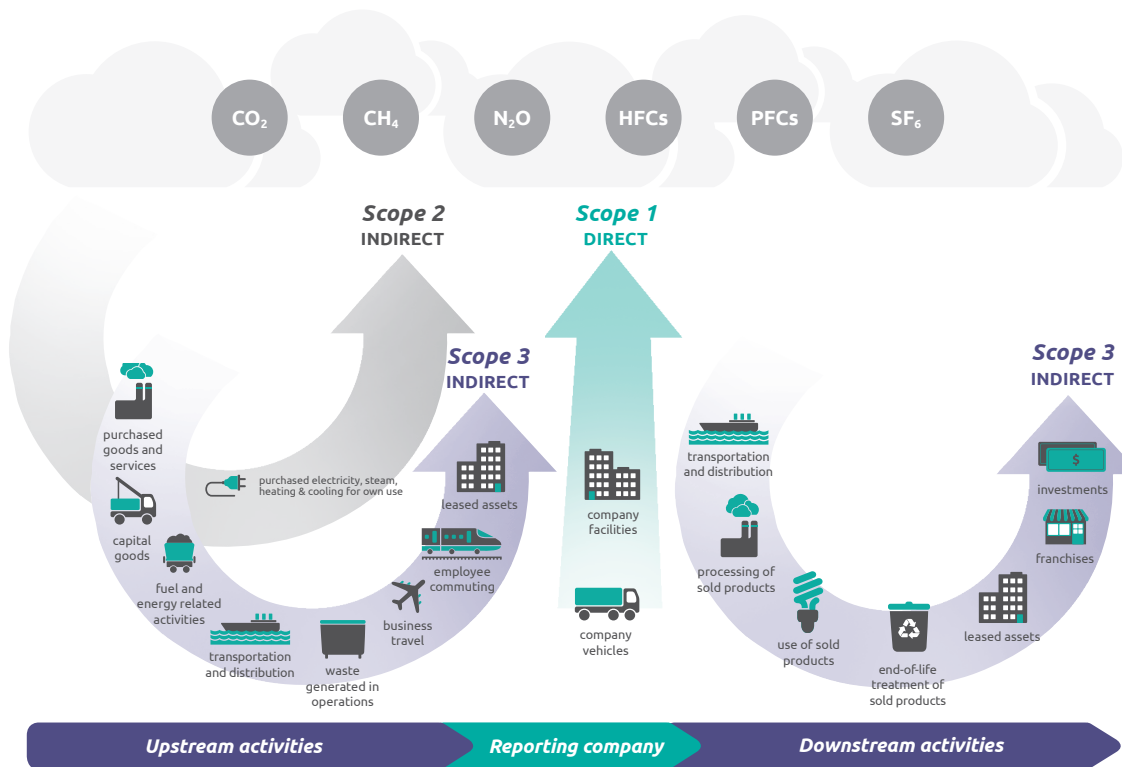 CO₂
CH₄
N₂O
HFCs
PFCs
SF₆
Scope 2
INDIRECT
Scope 1
DIRECT
Scope 3
INDIRECT
Scope 3
INDIRECT
purchased
goods and
services
capital
goods
fuel and
energy related
activities
purchased electricity, steam,
heating & cooling for own use
transportation
and distribution
waste
generated in
operations
business
travel
employee
commuting
leased assets
company
facilities
company
vehicles
transportation
and distribution
processing of
sold products
use of sold
products
end-of-life
treatment of
sold products
leased assets
franchises
investments
$
Upstream activities
Reporting company
Downstream activities